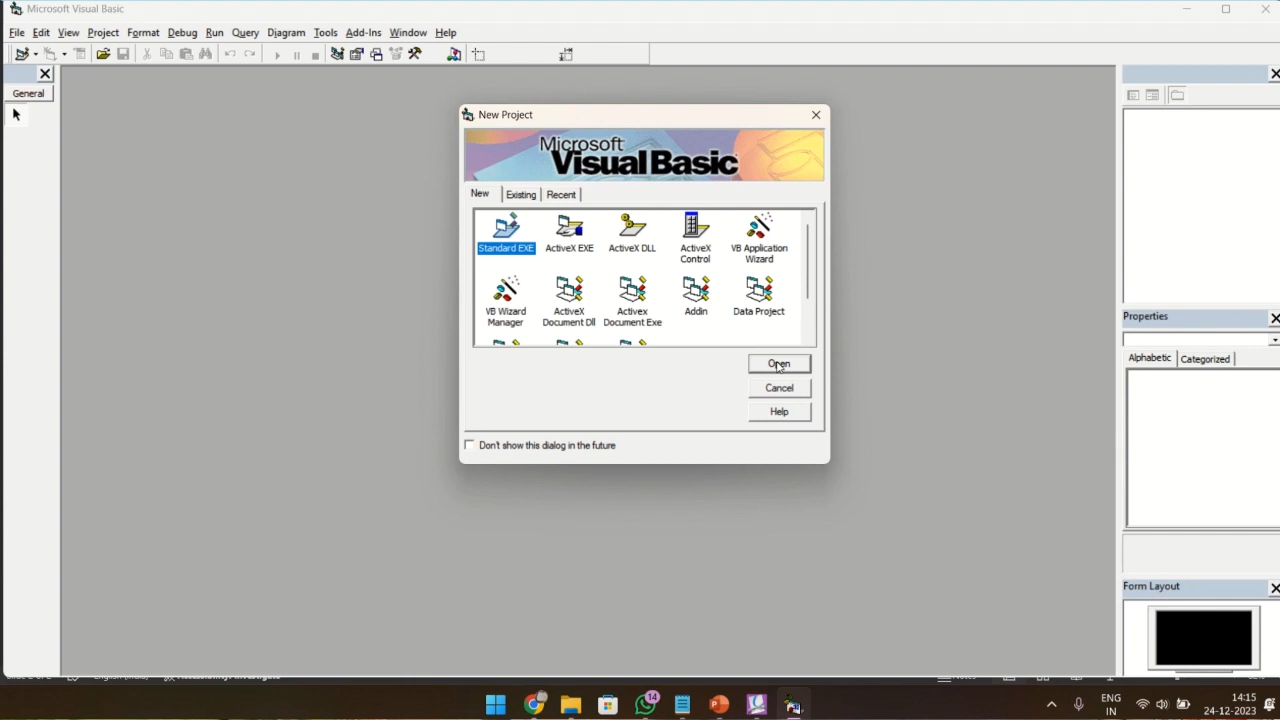 Microsoft Visual Basic
File Edit View Project Format Debug Run Query Diagram Tools Add-Ins Window Help
General
New Project
Microsoft
Visual Basic
New Existing Recent
Standard EXE ActiveX EXE ActiveX DLL ActiveX Control VB Application Wizard
VB Wizard Manager ActiveX Document Dll Activex Document Exe Addin Data Project
Open
Cancel
Help
Don't show this dialog in the future
Properties
Alphabetic Categorized
Form Layout
14
ENG
IN
14:15
24-12-2023